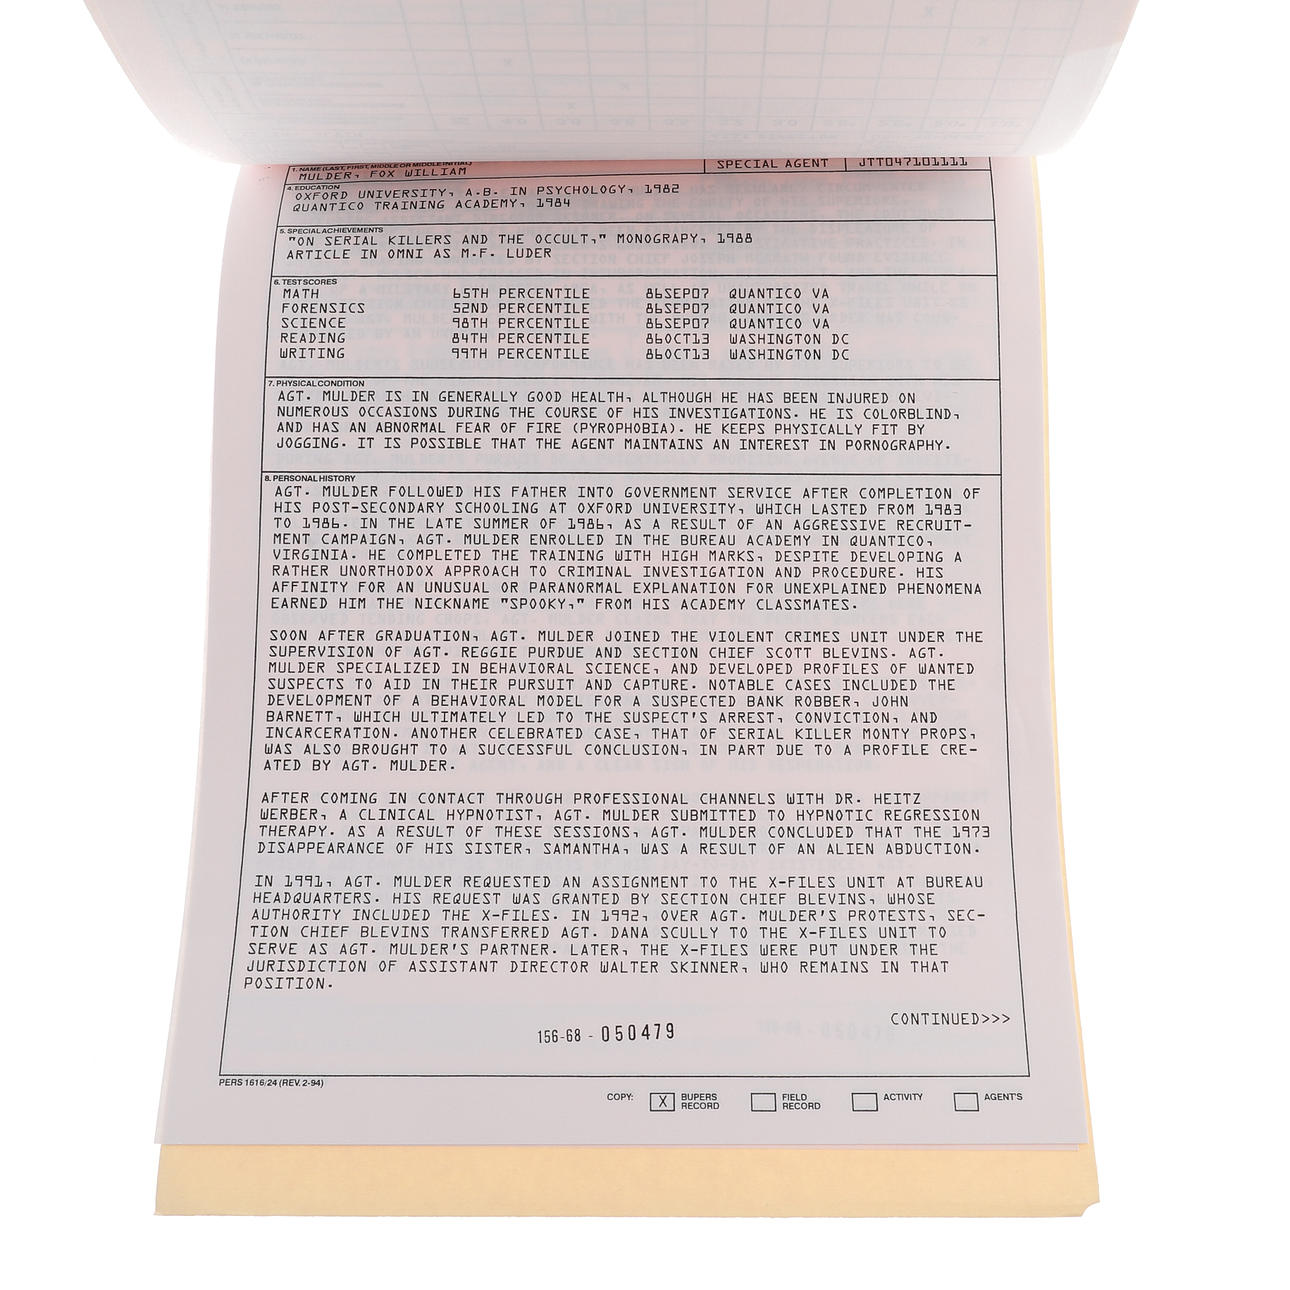 1. NAME (LAST, FIRST, MIDDLE OR MIDDLE INITIAL)
MULDER, FOX WILLIAM
SPECIAL AGENT
JTT047101111
4. EDUCATION
OXFORD UNIVERSITY, A.B. IN PSYCHOLOGY, 1982
QUANTICO TRAINING ACADEMY, 1984
5. SPECIAL ACHIEVEMENTS
"ON SERIAL KILLERS AND THE OCCULT," MONOGRAPY, 1988
ARTICLE IN OMNI AS M.F. LUDER
6. TEST SCORES
MATH 65TH PERCENTILE 86SEP07 QUANTICO VA
FORENSICS 52ND PERCENTILE 86SEP07 QUANTICO VA
SCIENCE 98TH PERCENTILE 86SEP07 QUANTICO VA
READING 84TH PERCENTILE 86OCT13 WASHINGTON DC
WRITING 99TH PERCENTILE 86OCT13 WASHINGTON DC
7. PHYSICAL CONDITION
AGT. MULDER IS IN GENERALLY GOOD HEALTH, ALTHOUGH HE HAS BEEN INJURED ON
NUMEROUS OCCASIONS DURING THE COURSE OF HIS INVESTIGATIONS. HE IS COLORBLIND,
AND HAS AN ABNORMAL FEAR OF FIRE (PYROPHOBIA). HE KEEPS PHYSICALLY FIT BY
JOGGING. IT IS POSSIBLE THAT THE AGENT MAINTAINS AN INTEREST IN PORNOGRAPHY.
8. PERSONAL HISTORY
AGT. MULDER FOLLOWED HIS FATHER INTO GOVERNMENT SERVICE AFTER COMPLETION OF
HIS POST-SECONDARY SCHOOLING AT OXFORD UNIVERSITY, WHICH LASTED FROM 1983
TO 1986. IN THE LATE SUMMER OF 1986, AS A RESULT OF AN AGGRESSIVE RECRUIT-
MENT CAMPAIGN, AGT. MULDER ENROLLED IN THE BUREAU ACADEMY IN QUANTICO,
VIRGINIA. HE COMPLETED THE TRAINING WITH HIGH MARKS, DESPITE DEVELOPING A
RATHER UNORTHODOX APPROACH TO CRIMINAL INVESTIGATION AND PROCEDURE. HIS
AFFINITY FOR AN UNUSUAL OR PARANORMAL EXPLANATION FOR UNEXPLAINED PHENOMENA
EARNED HIM THE NICKNAME "SPOOKY," FROM HIS ACADEMY CLASSMATES.
SOON AFTER GRADUATION, AGT. MULDER JOINED THE VIOLENT CRIMES UNIT UNDER THE
SUPERVISION OF AGT. REGGIE PURDUE AND SECTION CHIEF SCOTT BLEVINS. AGT.
MULDER SPECIALIZED IN BEHAVIORAL SCIENCE, AND DEVELOPED PROFILES OF WANTED
SUSPECTS TO AID IN THEIR PURSUIT AND CAPTURE. NOTABLE CASES INCLUDED THE
DEVELOPMENT OF A BEHAVIORAL MODEL FOR A SUSPECTED BANK ROBBER, JOHN
BARNETT, WHICH ULTIMATELY LED TO THE SUSPECT'S ARREST, CONVICTION, AND
INCARCERATION. ANOTHER CELEBRATED CASE, THAT OF SERIAL KILLER MONTY PROPS,
WAS ALSO BROUGHT TO A SUCCESSFUL CONCLUSION, IN PART DUE TO A PROFILE CRE-
ATED BY AGT. MULDER.
AFTER COMING IN CONTACT THROUGH PROFESSIONAL CHANNELS WITH DR. HEITZ
WERBER, A CLINICAL HYPNOTIST, AGT. MULDER SUBMITTED TO HYPNOTIC REGRESSION
THERAPY. AS A RESULT OF THESE SESSIONS, AGT. MULDER CONCLUDED THAT THE 1973
DISAPPEARANCE OF HIS SISTER, SAMANTHA, WAS A RESULT OF AN ALIEN ABDUCTION.
IN 1991, AGT. MULDER REQUESTED AN ASSIGNMENT TO THE X-FILES UNIT AT BUREAU
HEADQUARTERS. HIS REQUEST WAS GRANTED BY SECTION CHIEF BLEVINS, WHOSE
AUTHORITY INCLUDED THE X-FILES. IN 1992, OVER AGT. MULDER'S PROTESTS, SEC-
TION CHIEF BLEVINS TRANSFERRED AGT. DANA SCULLY TO THE X-FILES UNIT TO
SERVE AS AGT. MULDER'S PARTNER. LATER, THE X-FILES WERE PUT UNDER THE
JURISDICTION OF ASSISTANT DIRECTOR WALTER SKINNER, WHO REMAINS IN THAT
POSITION.
CONTINUED>>>
156-68 - 050479
PERS 1616/24 (REV. 2-94)
COPY: X BUPERS RECORD FIELD RECORD ACTIVITY AGENT'S